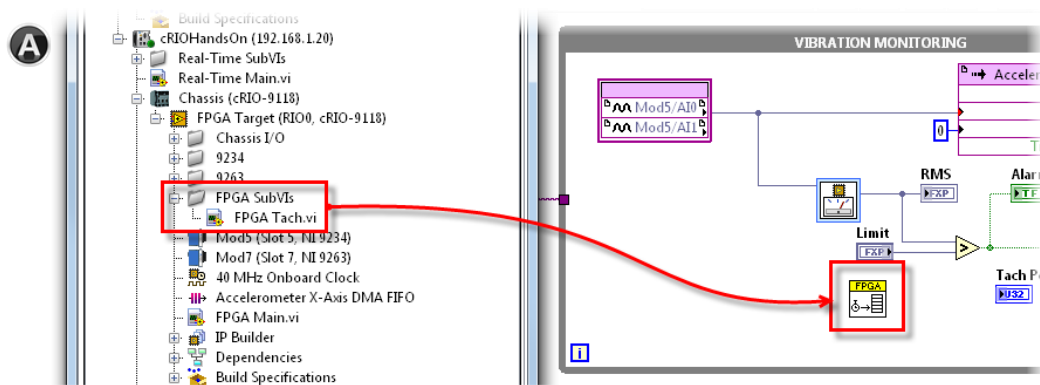 A
Build Specifications
cRIOHandsOn (192.168.1.20)
Real-Time SubVIs
Real-Time Main.vi
Chassis (cRIO-9118)
FPGA Target (RIO0, cRIO-9118)
Chassis I/O
9234
9263
FPGA SubVIs
FPGA Tach.vi
Mod5 (Slot 5, NI 9234)
Mod7 (Slot 7, NI 9263)
40 MHz Onboard Clock
Accelerometer X-Axis DMA FIFO
FPGA Main.vi
IP Builder
Dependencies
Build Specifications
VIBRATION MONITORING
Mod5/AI0
Mod5/AI1
Acceler
0
T
RMS
FXP
Alar
TF
Limit
FXP
>
FPGA
Tach P
U32
i